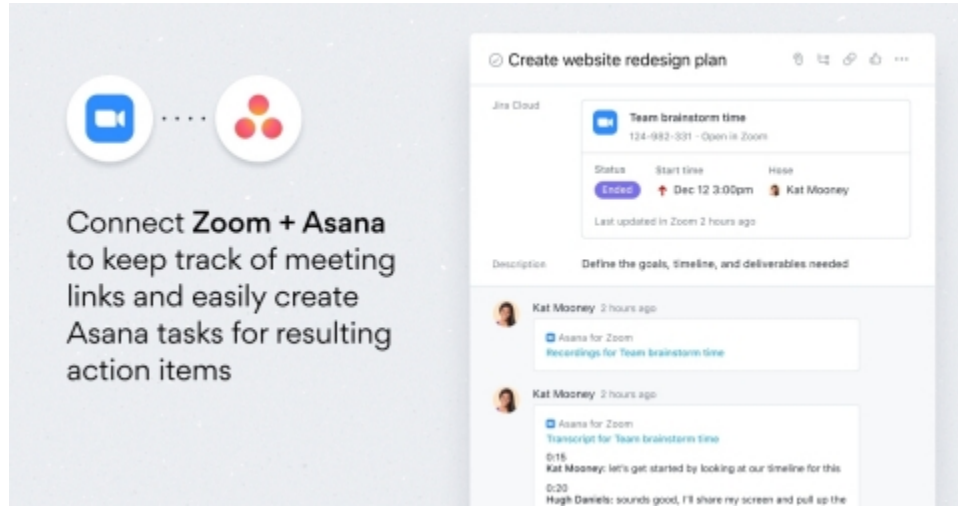 Connect Zoom + Asana
to keep track of meeting
links and easily create
Asana tasks for resulting
action items
Create website redesign plan
Jira Cloud
Team brainstorm time
124-982-331 · Open in Zoom
Status Start time Hose
Ended Dec 12 3:00pm Kat Mooney
Last updated in Zoom 2 hours ago
Description Define the goals, timeline, and deliverables needed
Kat Mooney 2 hours ago
Asana for Zoom
Recordings for Team brainstorm time
Kat Mooney 2 hours ago
Asana for Zoom
Transcript for Team brainstorm time
0:15
Kat Mooney: let's get started by looking at our timeline for this
0:20
Hugh Daniels: sounds good, I'll share my screen and pull up the